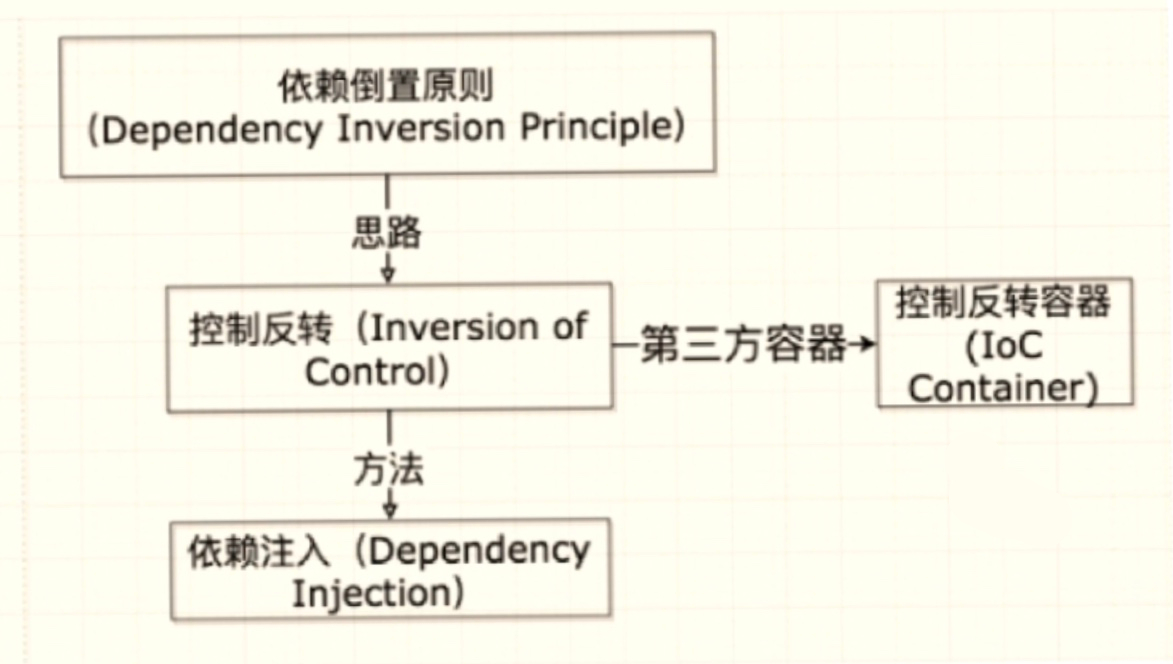 依赖倒置原则
(Dependency Inversion Principle)
思路
控制反转（Inversion of
Control)
第三方容器
控制反转容器
(IoC
Container)
方法
依赖注入（Dependency
Injection)